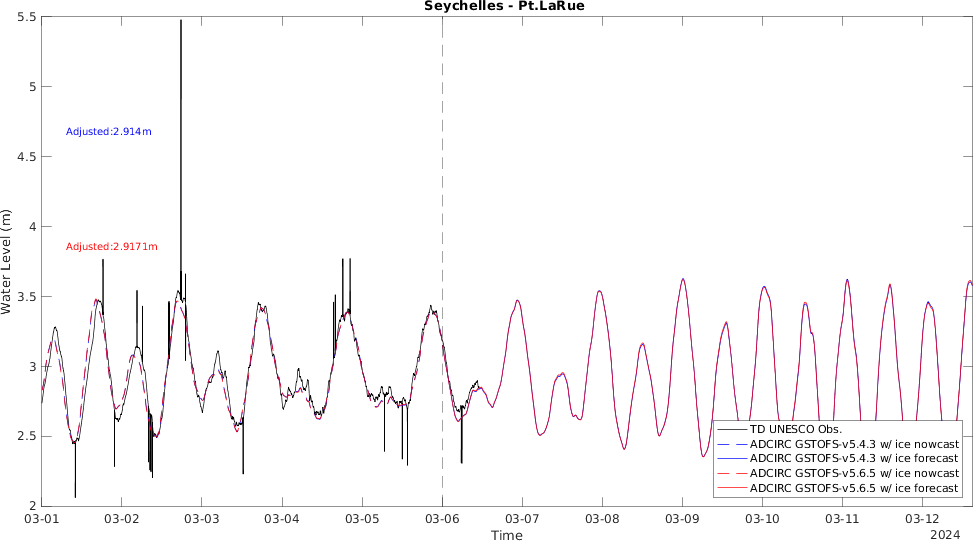 Seychelles - Pt.LaRue
5.5
5
4.5
4
3.5
3
2.5
2
Water Level (m)
Adjusted:2.914m
Adjusted:2.9171m
TD UNESCO Obs.
ADCIRC GSTOFS-v5.4.3 w/ ice nowcast
ADCIRC GSTOFS-v5.4.3 w/ ice forecast
ADCIRC GSTOFS-v5.6.5 w/ ice nowcast
ADCIRC GSTOFS-v5.6.5 w/ ice forecast
03-01 03-02 03-03 03-04 03-05 03-06 03-07 03-08 03-09 03-10 03-11 03-12
Time
2024